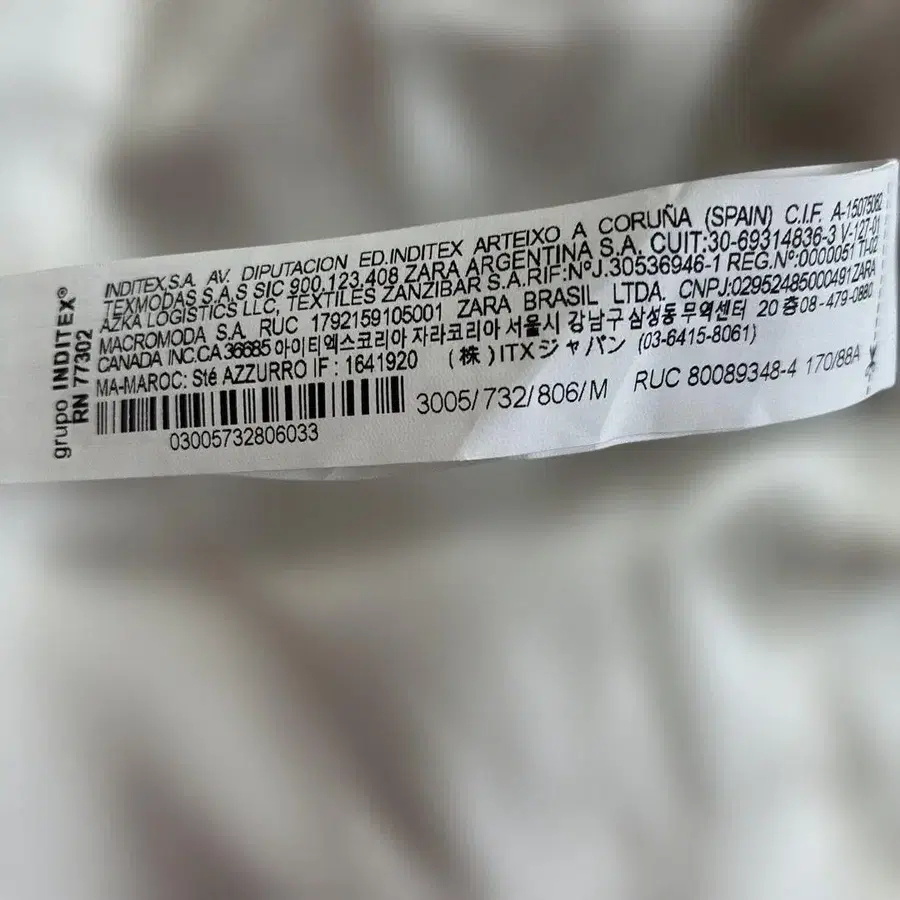 grupo INDITEX®
RN 77302
INDITEX,S.A. AV. DIPUTACION ED.INDITEX ARTEIXO A CORUÑA (SPAIN) C.I.F. A-15075062
TEXMODAS S.A.S SIC 900.123.408 ZARA ARGENTINA S.A. CUIT:30-69314836-3 V-127-01
AZKA LOGISTICS LLC, TEXTILES ZANZIBAR S.A.RIF:NºJ.30536946-1 REG.Nº:0000051 TI-02
MACROMODA S.A. RUC 1792159105001 ZARA BRASIL LTDA. CNPJ:02952485000491 ZARA
CANADA INC.CA 36685 아이티엑스코리아 자라코리아 서울시 강남구 삼성동 무역센터 20 층 08-479-0880
MA-MAROC: Sté AZZURRO IF : 1641920 (株) ITXジャパン (03-6415-8061)
3005/732/806/M RUC 80089348-4 170/88A
03005732806033